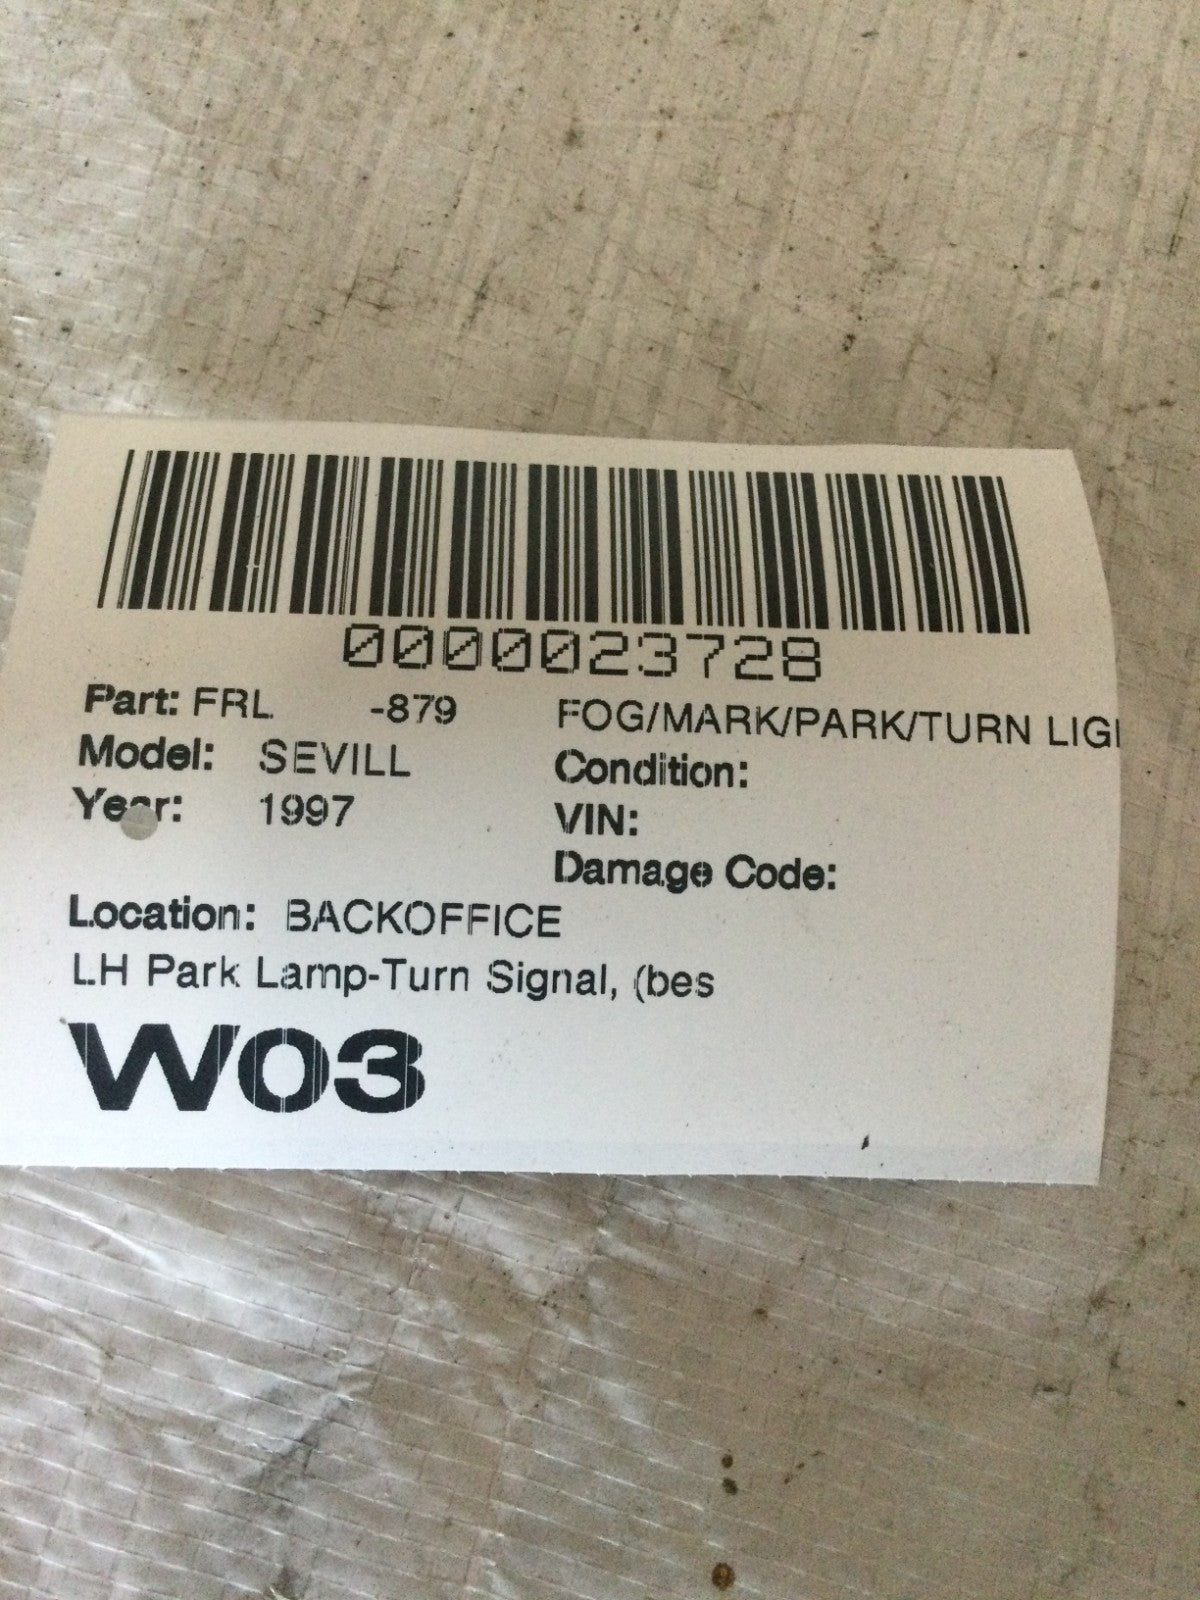 0000023728
Part: FRL -879 FOG/MARK/PARK/TURN LIGI
Model: SEVILL Condition:
Year: 1997 VIN:
Damage Code:
Location: BACKOFFICE
LH Park Lamp-Turn Signal, (bes
W03